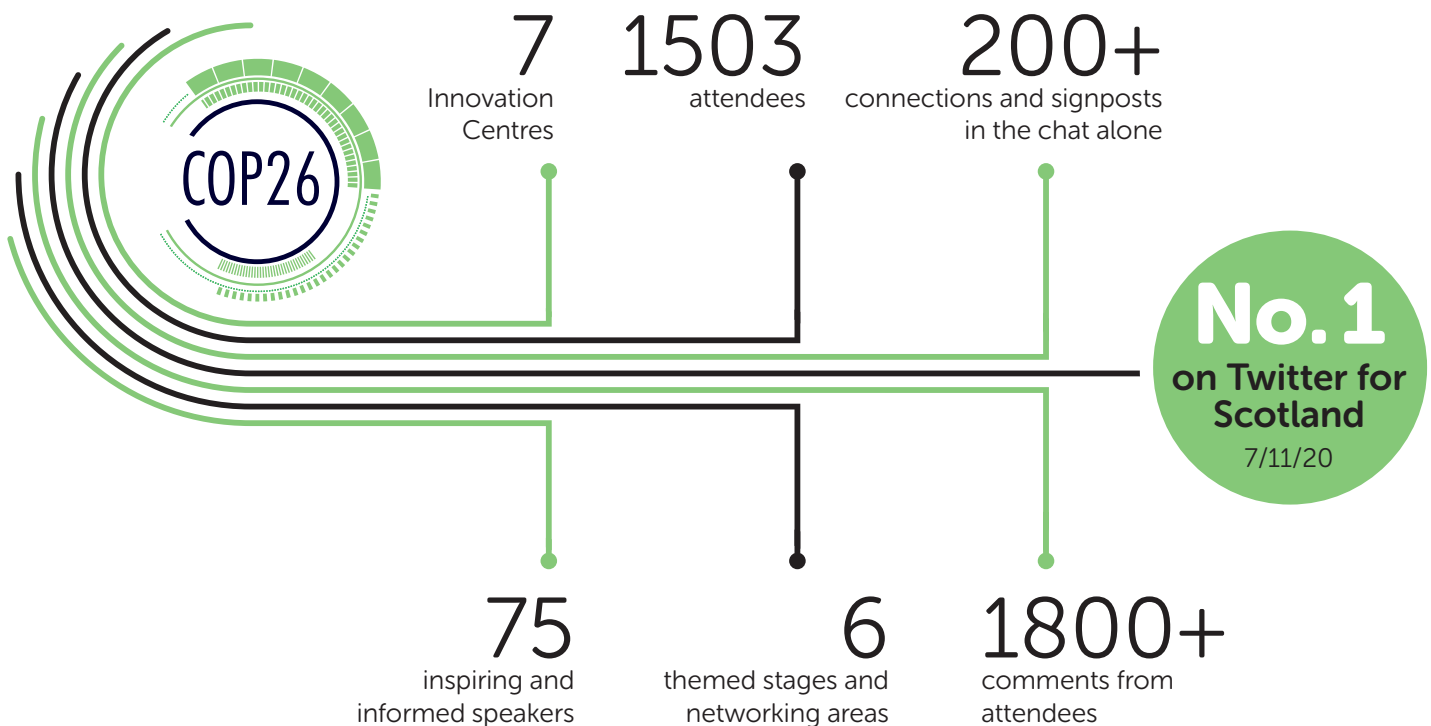 COP26
7
Innovation
Centres
1503
attendees
200+
connections and signposts
in the chat alone
No.1
on Twitter for
Scotland
7/11/20
75
inspiring and
informed speakers
6
themed stages and
networking areas
1800+
comments from
attendees